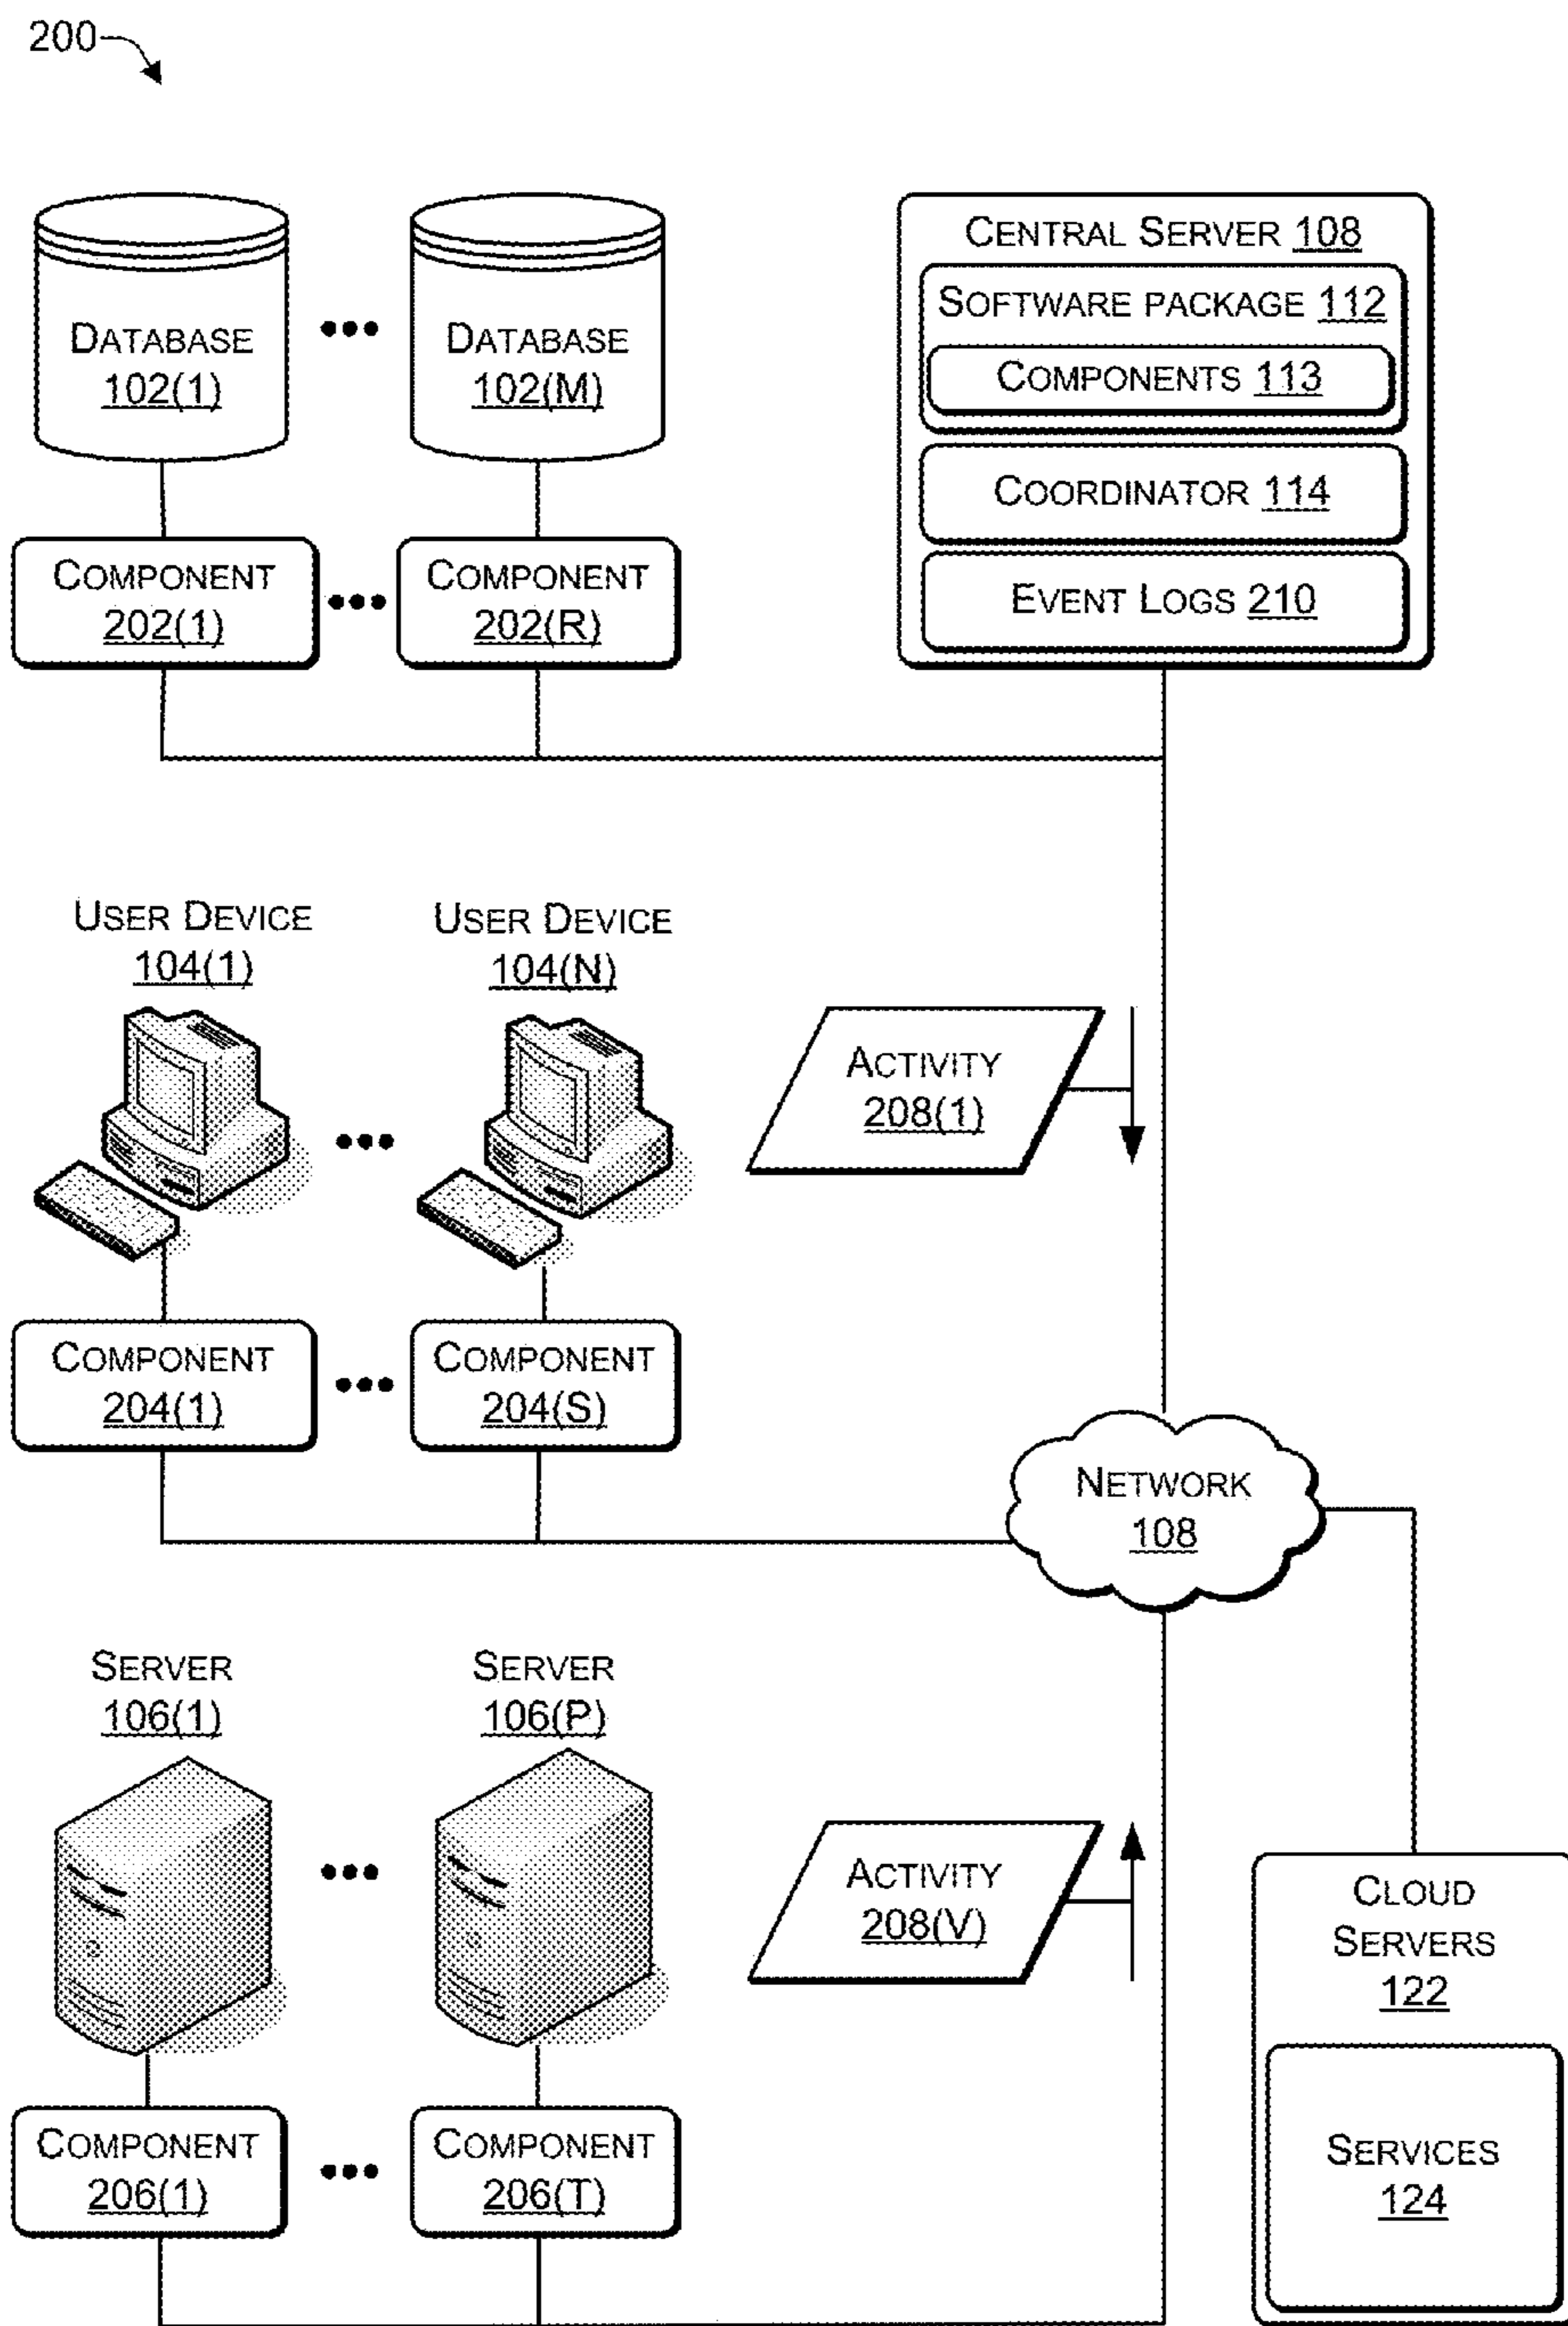 200
DATABASE
102(1)
DATABASE
102(M)
CENTRAL SERVER 108
SOFTWARE PACKAGE 112
COMPONENTS 113
COORDINATOR 114
EVENT LOGS 210
COMPONENT
202(1)
COMPONENT
202(R)
USER DEVICE
104(1)
USER DEVICE
104(N)
ACTIVITY
208(1)
COMPONENT
204(1)
COMPONENT
204(S)
NETWORK
108
SERVER
106(1)
SERVER
106(P)
ACTIVITY
208(V)
CLOUD
SERVERS
122
SERVICES
124
COMPONENT
206(1)
COMPONENT
206(T)